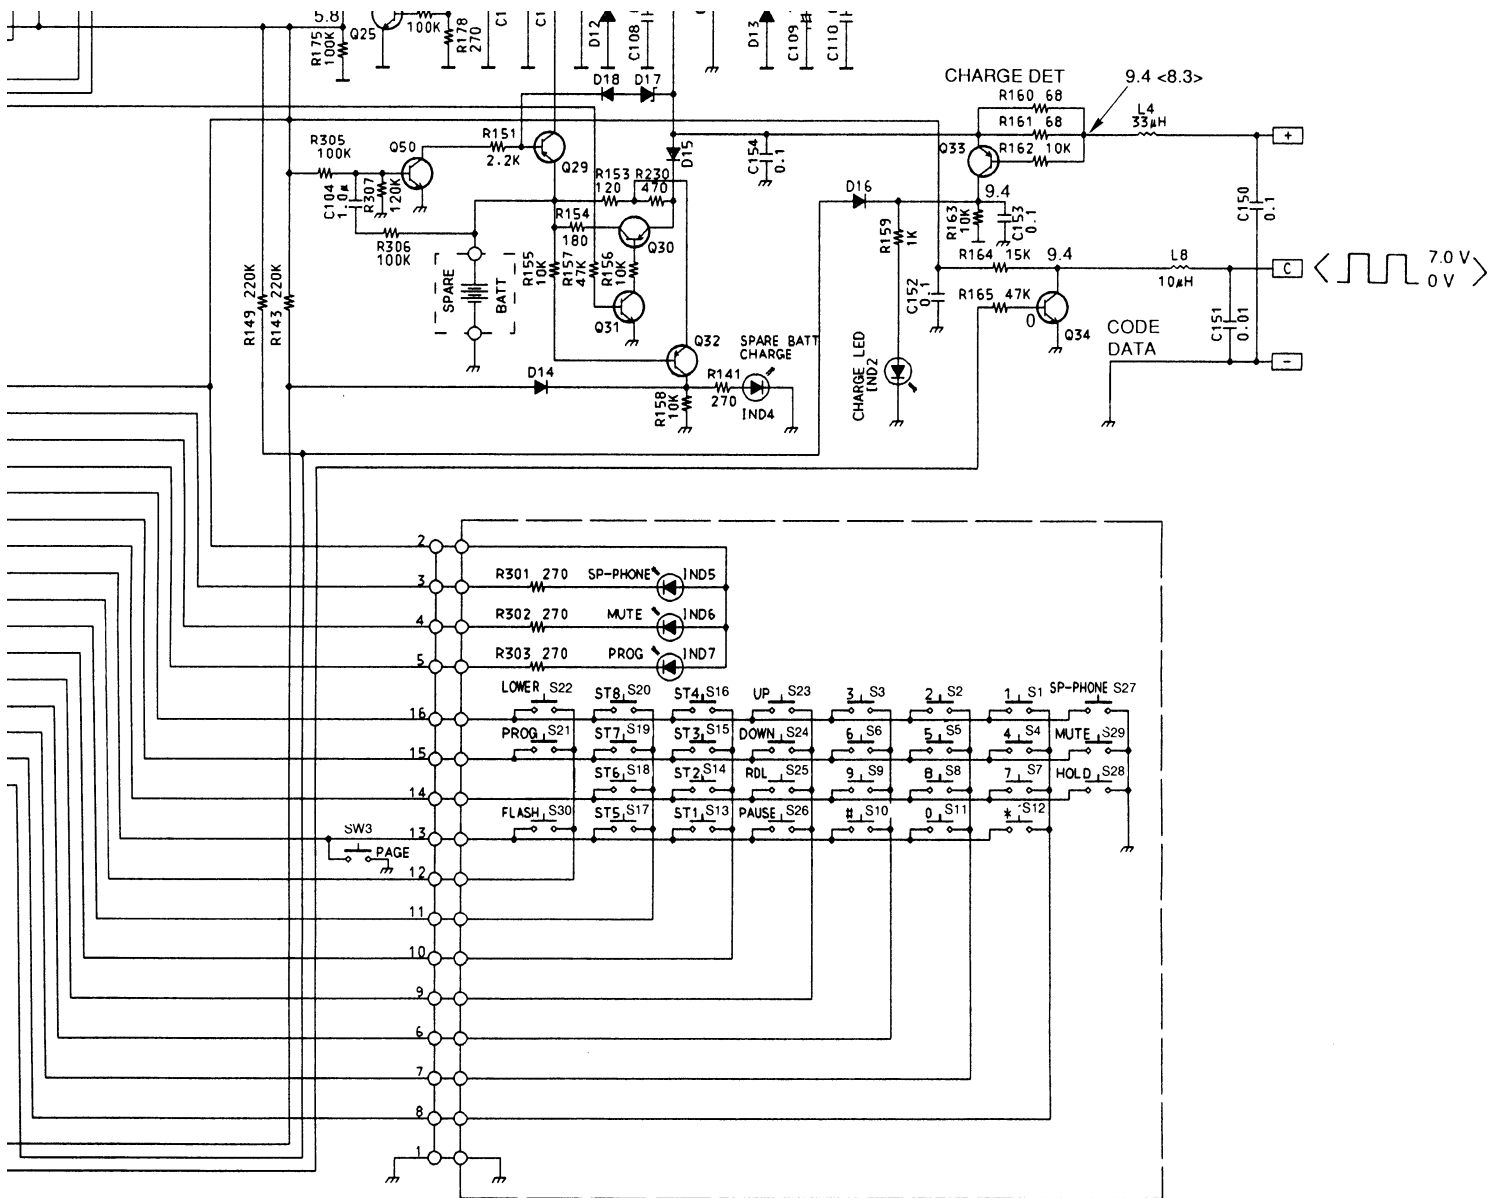 5.8
Q25
100K
R178
270
R175
100K
D12
C108
D13
C109
C110
D18 D17
CHARGE DET
9.4 <8.3>
R160 68
R161 68
R162 10K
L4
33µH
+
R305
100K
Q50
R151
2.2K
Q29
D15
C154
0.1
Q33
C104
1.0µ
R307
120K
R153
120
R230
470
D16
9.4
R154
180
Q30
R159
1K
R163
10K
C153
0.1
C150
0.1
R306
100K
R155
10K
R157
47K
R156
10K
SPARE
BATT
Q31
R164 15K
9.4
L8
10µH
C
7.0 V
0 V
R149 220K
R143 220K
C152
0.1
R165 47K
0
Q34
C151
0.01
CODE
DATA
−
Q32
SPARE BATT
CHARGE
CHARGE LED
IND2
D14
R141
270
IND4
R158
10K
2
3
R301 270
SP-PHONE
IND5
4
R302 270
MUTE
IND6
5
R303 270
PROG
IND7
LOWER S22
ST8 S20
ST4 S16
UP S23
3 S3
2 S2
1 S1
SP-PHONE S27
16
PROG S21
ST7 S19
ST3 S15
DOWN S24
6 S6
5 S5
4 S4
MUTE S29
15
ST6 S18
ST2 S14
RDL S25
9 S9
8 S8
7 S7
HOLD S28
14
FLASH S30
ST5 S17
ST1 S13
PAUSE S26
# S10
0 S11
* S12
13
SW3
PAGE
12
11
10
9
6
7
8
1